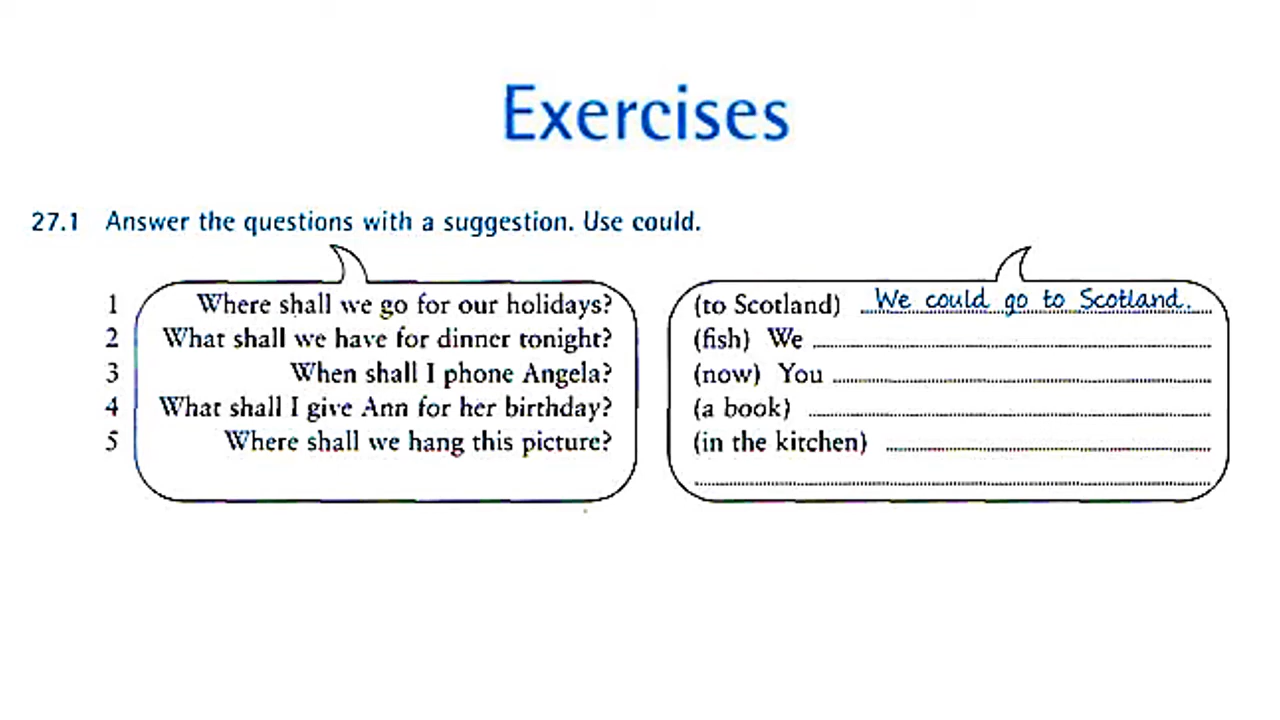 Exercises
27.1 Answer the questions with a suggestion. Use could.
1 Where shall we go for our holidays? (to Scotland) We could go to Scotland.
2 What shall we have for dinner tonight? (fish) We
3 When shall I phone Angela? (now) You
4 What shall I give Ann for her birthday? (a book)
5 Where shall we hang this picture? (in the kitchen)